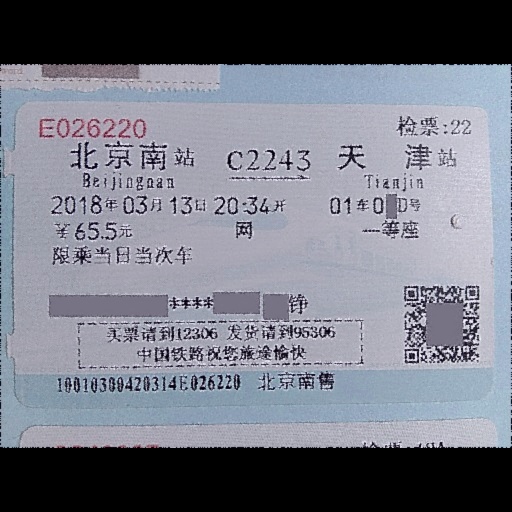 E026220 检票:22
北京南站 C2243 天津站
Beijingnan Tianjin
2018年03月13日20:34开 01车0 D号
￥65.5元 网 一等座
限乘当日当次车
**** 铮
买票请到12306 发货请到95306
中国铁路祝您旅途愉快
10010300420314E026220 北京南售